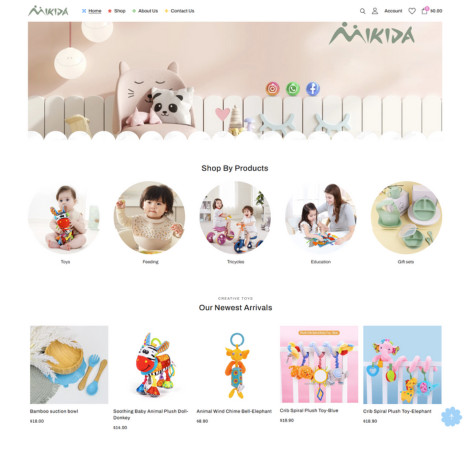 MIKIDA
Home
Shop
About Us
Contact Us
Account
$0.00
MIKIDA
Shop By Products
Toys
Feeding
Tricycles
Education
Gift sets
CREATIVE TOYS
Our Newest Arrivals
Bamboo suction bowl
$18.00
Soothing Baby Animal Plush Doll-
Donkey
$14.00
Animal Wind Chime Bell-Elephant
$8.90
Crib Spiral Plush Toy-Blue
$18.90
Crib Spiral Plush Toy-Elephant
$18.90